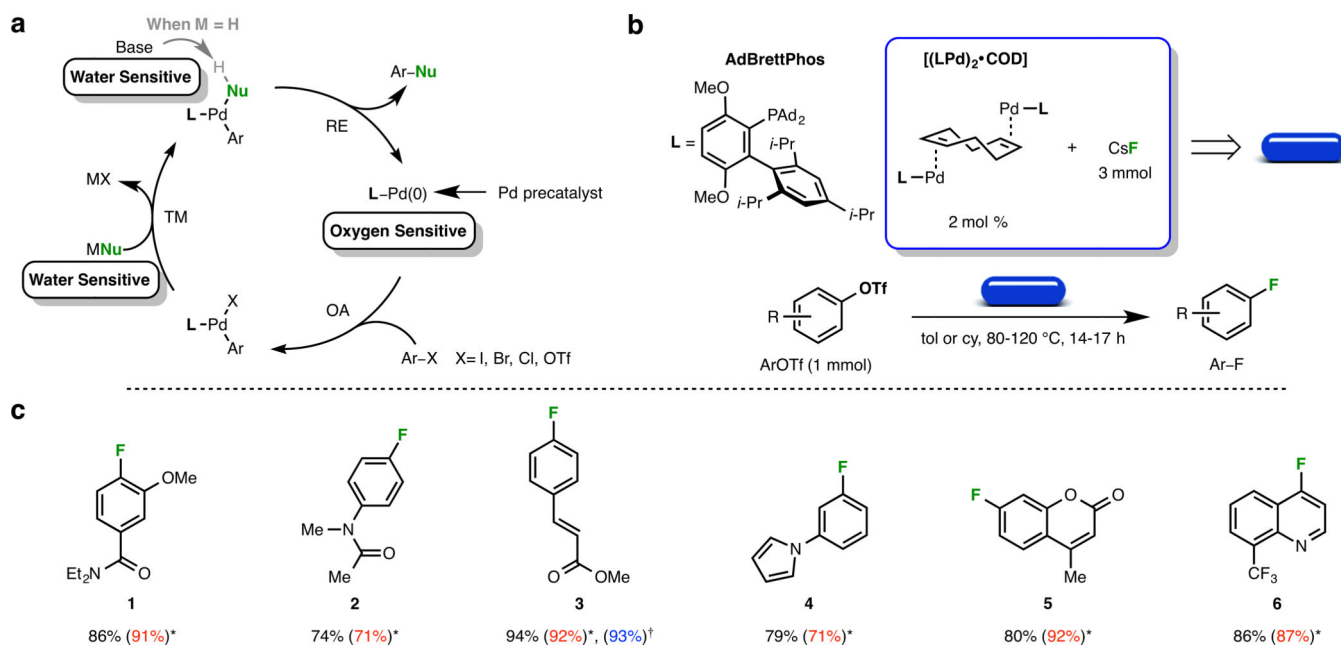 a
When M = H
Base
Water Sensitive
H
Nu
L–Pd
Ar
Ar–Nu
RE
L–Pd(0)
Pd precatalyst
Oxygen Sensitive
MX
TM
MNu
Water Sensitive
X
L–Pd
Ar
OA
Ar–X X= I, Br, Cl, OTf
b
AdBrettPhos
MeO
PAd2
L =
i-Pr
MeO
i-Pr
i-Pr
[(LPd)2•COD]
Pd–L
L–Pd
+
CsF
3 mmol
2 mol %
OTf
R
ArOTf (1 mmol)
tol or cy, 80-120 °C, 14-17 h
F
R
Ar–F
c
F
OMe
Et2N
O
1
86% (91%)*
F
Me
N
O
Me
2
74% (71%)*
F
O
OMe
3
94% (92%)*, (93%)†
F
N
4
79% (71%)*
F
O
O
Me
5
80% (92%)*
F
N
CF3
6
86% (87%)*